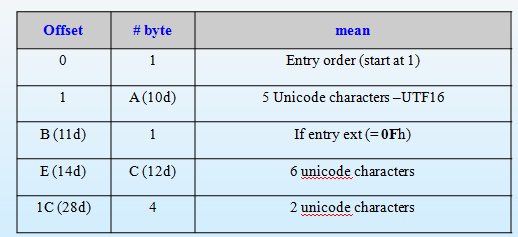 Offset # byte mean
0 1 Entry order (start at 1)
1 A (10d) 5 Unicode characters –UTF16
B (11d) 1 If entry ext (= 0Fh)
E (14d) C (12d) 6 unicode characters
1C (28d) 4 2 unicode characters